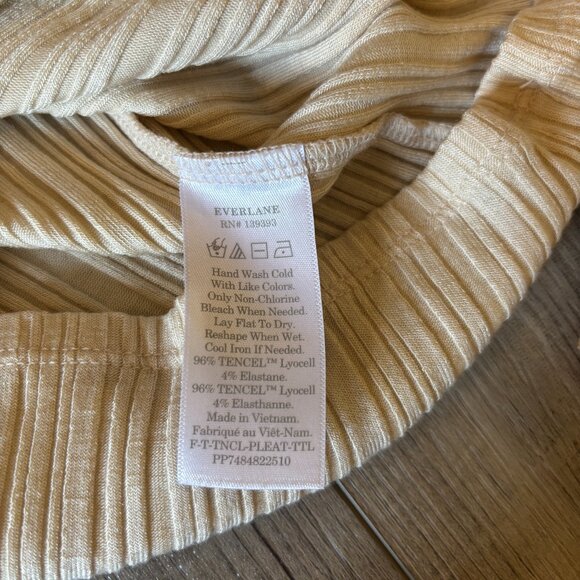 EVERLANE
RN# 139393
Hand Wash Cold
With Like Colors.
Only Non-Chlorine
Bleach When Needed.
Lay Flat To Dry.
Reshape When Wet.
Cool Iron If Needed.
96% TENCEL™ Lyocell
4% Elastane.
96% TENCEL™ Lyocell
4% Elasthanne.
Made in Vietnam.
Fabriqué au Viêt-Nam.
F-T-TNCL-PLEAT-TTL
PP7484822510